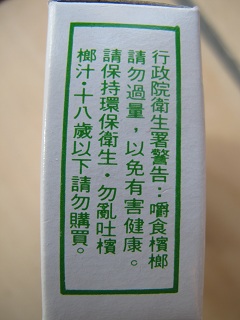 行政院衛生署警告：嚼食檳榔
請勿過量，以免有害健康。
請保持環保衛生．勿亂吐檳
榔汁．十八歲以下請勿購買。